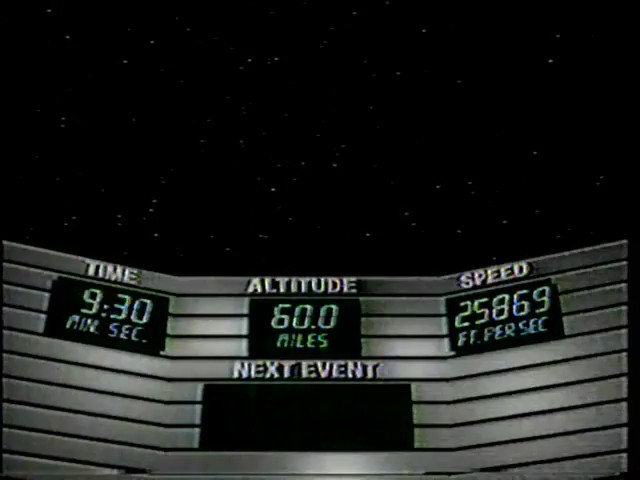 TIME
9:30
MIN. SEC.
ALTITUDE
60.0
MILES
SPEED
25869
FT. PER SEC
NEXT EVENT